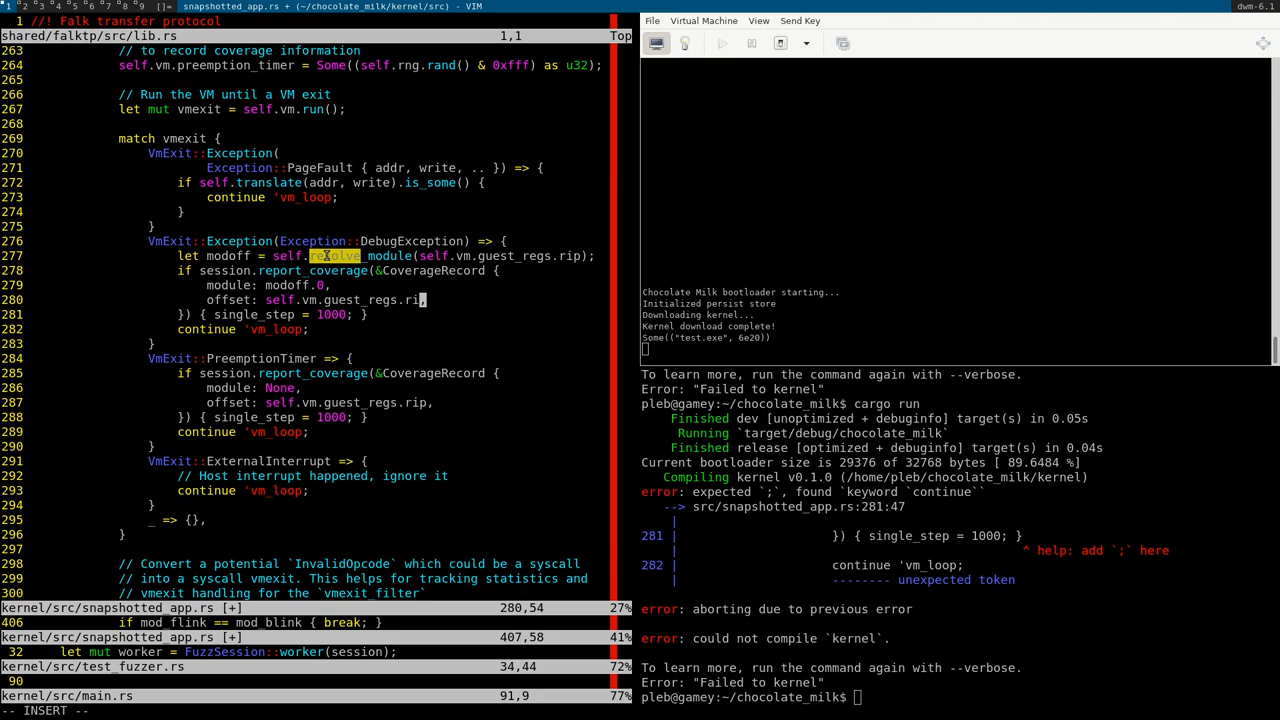 1 2 3 4 5 6 7 8 9 []= snapshotted_app.rs + (~/chocolate_milk/kernel/src) - VIM dwm-6.1
1 //! Falk transfer protocol
shared/falktp/src/lib.rs 1,1 Top
263 // to record coverage information
264 self.vm.preemption_timer = Some((self.rng.rand() & 0xfff) as u32);
265
266 // Run the VM until a VM exit
267 let mut vmexit = self.vm.run();
268
269 match vmexit {
270 VmExit::Exception(
271 Exception::PageFault { addr, write, .. }) => {
272 if self.translate(addr, write).is_some() {
273 continue 'vm_loop;
274 }
275 }
276 VmExit::Exception(Exception::DebugException) => {
277 let modoff = self.resolve_module(self.vm.guest_regs.rip);
278 if session.report_coverage(&CoverageRecord {
279 module: modoff.0,
280 offset: self.vm.guest_regs.ri,
281 }) { single_step = 1000; }
282 continue 'vm_loop;
283 }
284 VmExit::PreemptionTimer => {
285 if session.report_coverage(&CoverageRecord {
286 module: None,
287 offset: self.vm.guest_regs.rip,
288 }) { single_step = 1000; }
289 continue 'vm_loop;
290 }
291 VmExit::ExternalInterrupt => {
292 // Host interrupt happened, ignore it
293 continue 'vm_loop;
294 }
295 _ => {},
296 }
297
298 // Convert a potential `InvalidOpcode` which could be a syscall
299 // into a syscall vmexit. This helps for tracking statistics and
300 // vmexit handling for the `vmexit_filter`
kernel/src/snapshotted_app.rs [+] 280,54 27%
406 if mod_flink == mod_blink { break; }
kernel/src/snapshotted_app.rs [+] 407,58 41%
32 let mut worker = FuzzSession::worker(session);
kernel/src/test_fuzzer.rs 34,44 72%
90
kernel/src/main.rs 91,9 77%
-- INSERT --
File Virtual Machine View Send Key
Chocolate Milk bootloader starting...
Initialized persist store
Downloading kernel...
Kernel download complete!
Some(("test.exe", 6e20))
To learn more, run the command again with --verbose.
Error: "Failed to kernel"
pleb@gamey:~/chocolate_milk$ cargo run
Finished dev [unoptimized + debuginfo] target(s) in 0.05s
Running `target/debug/chocolate_milk`
Finished release [optimized + debuginfo] target(s) in 0.04s
Current bootloader size is 29376 of 32768 bytes [ 89.6484 %]
Compiling kernel v0.1.0 (/home/pleb/chocolate_milk/kernel)
error: expected `;`, found `keyword `continue``
--> src/snapshotted_app.rs:281:47
|
281 | }) { single_step = 1000; }
| ^ help: add `;` here
282 | continue 'vm_loop;
| -------- unexpected token
error: aborting due to previous error
error: could not compile `kernel`.
To learn more, run the command again with --verbose.
Error: "Failed to kernel"
pleb@gamey:~/chocolate_milk$